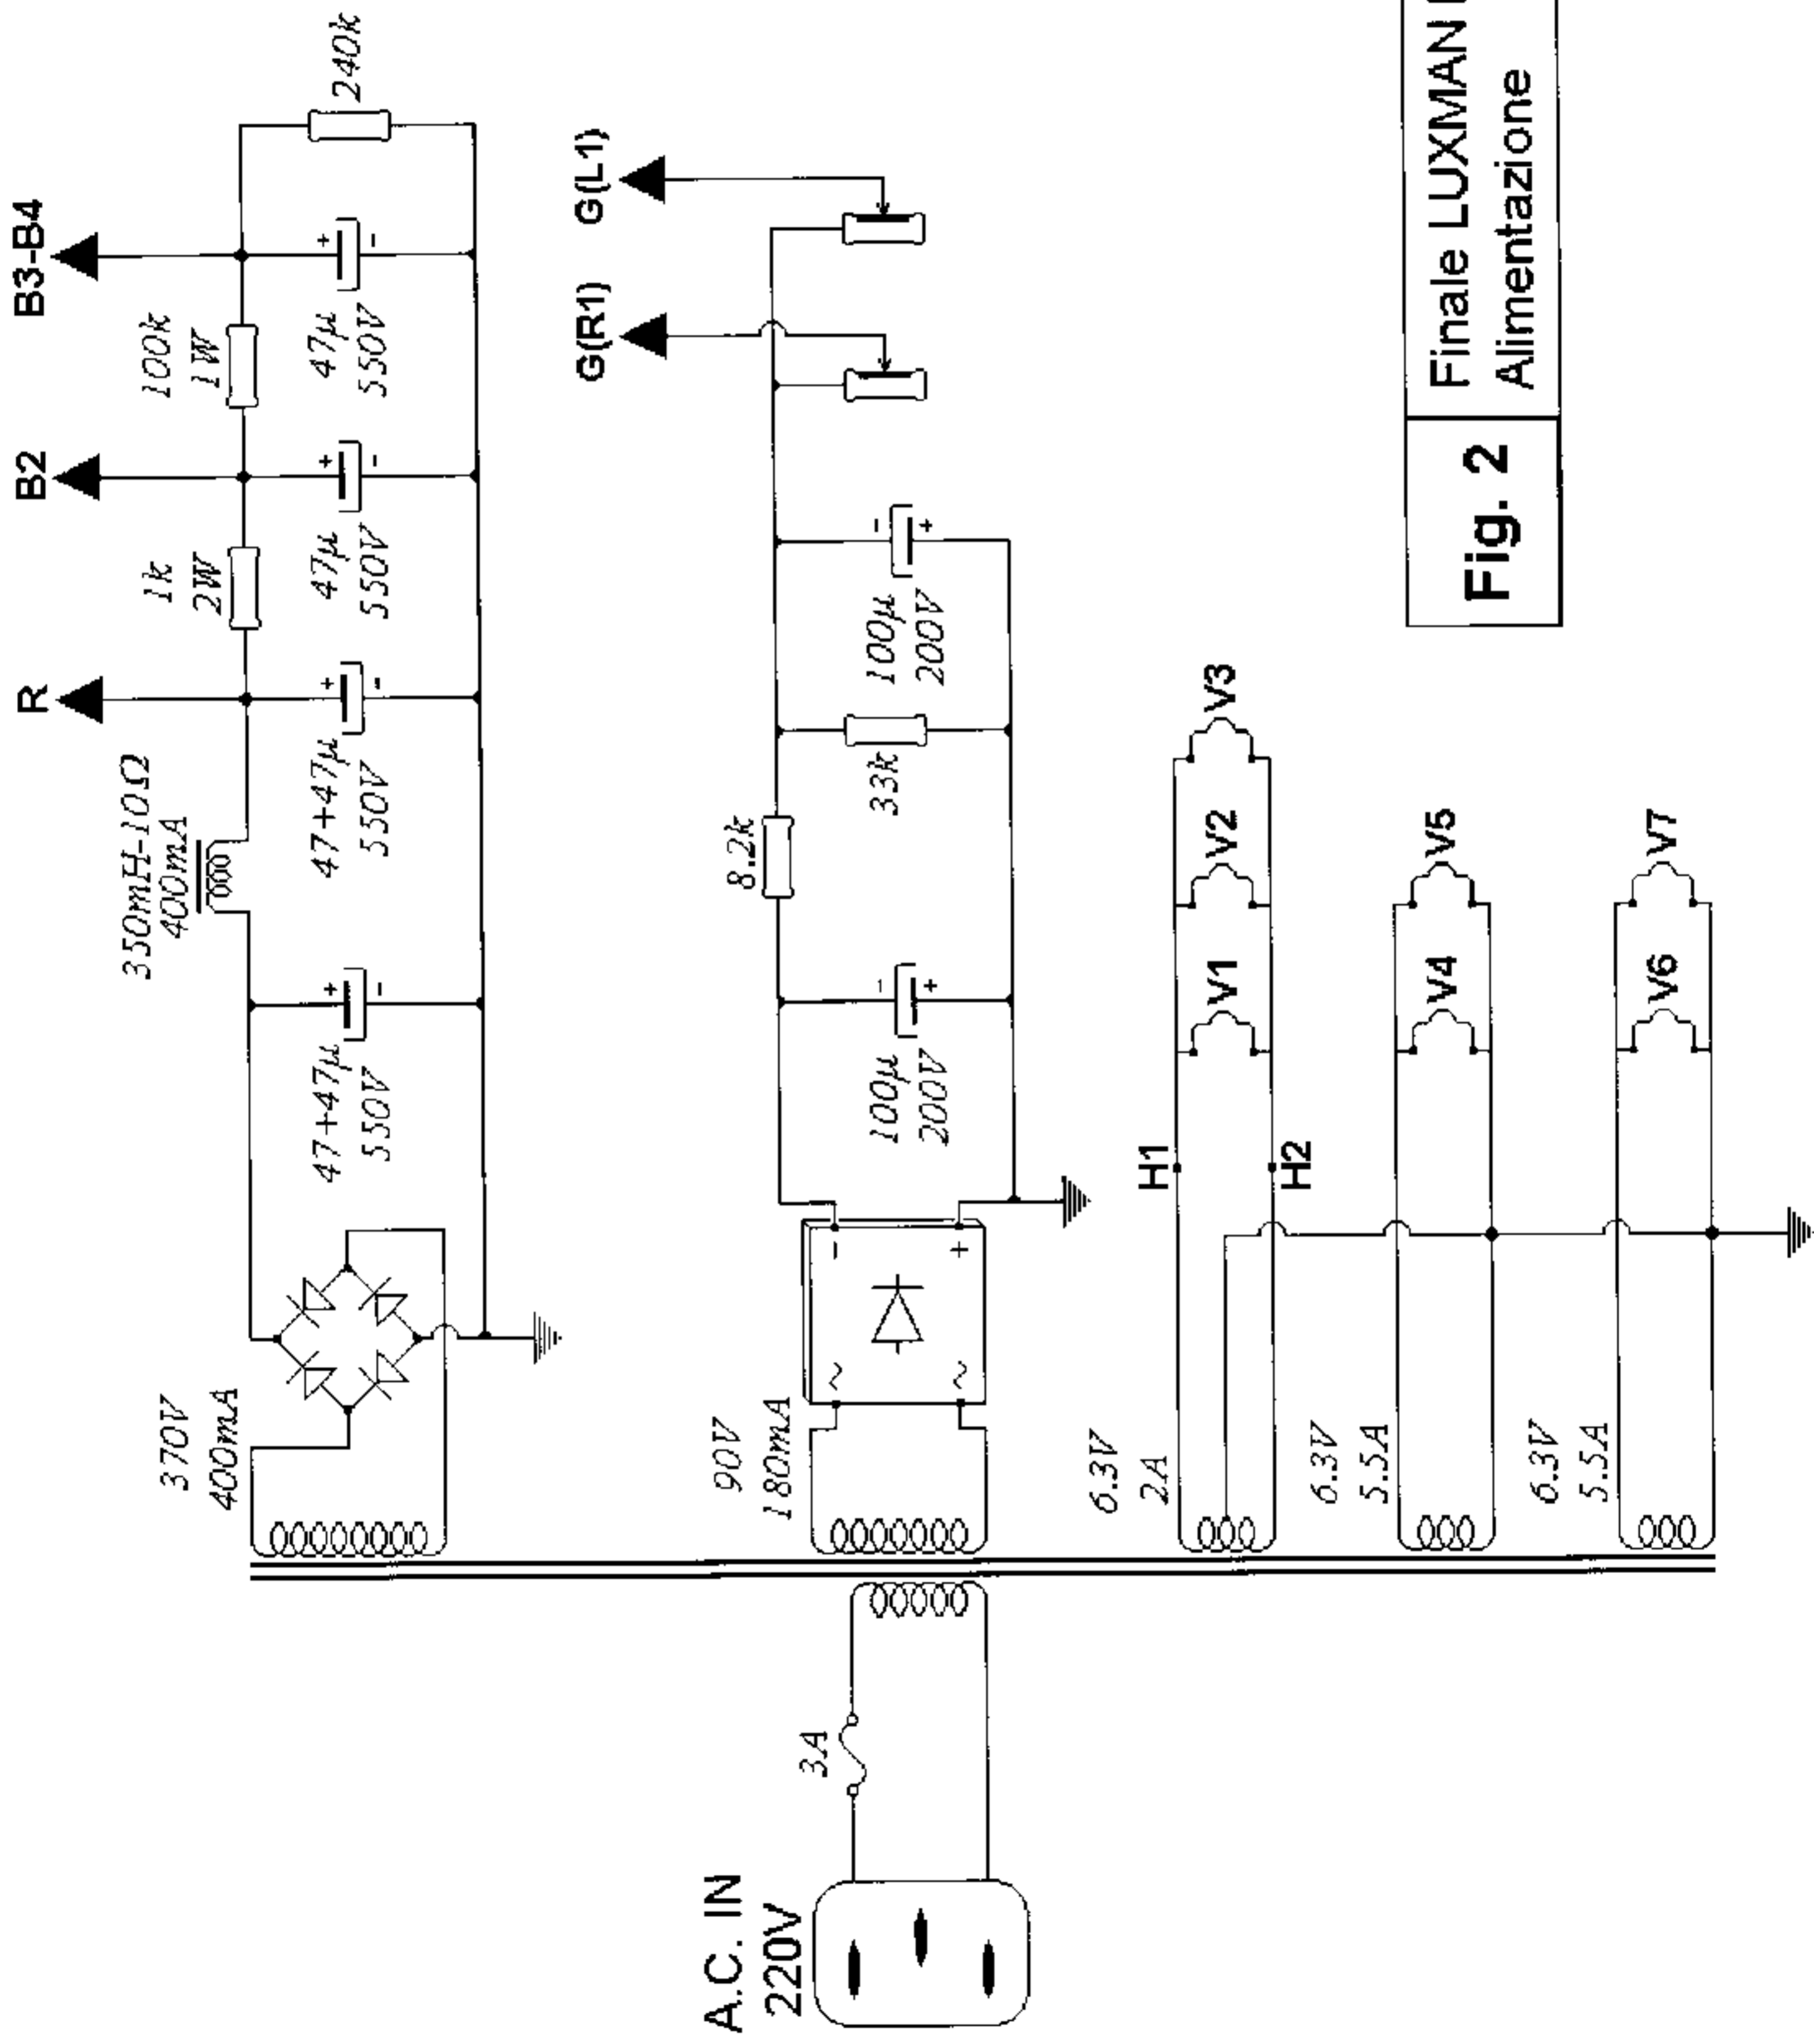 A.C. IN
220V
3A
370V
400mA
350mH-10Ω
400mA
R
1k
2W
B2
100k
1W
B3-B4
240k
47+47µ
550V
47+47µ
550V
47µ
550V
47µ
550V
90V
180mA
~
~
-
+
8.2k
100µ
200V
33k
100µ
200V
G(R1)
G(L1)
6.3V
2A
H1
H2
V1
V2
V3
6.3V
5.5A
V4
V5
6.3V
5.5A
V6
V7
Fig. 2
Finale LUXMAN
Alimentazione